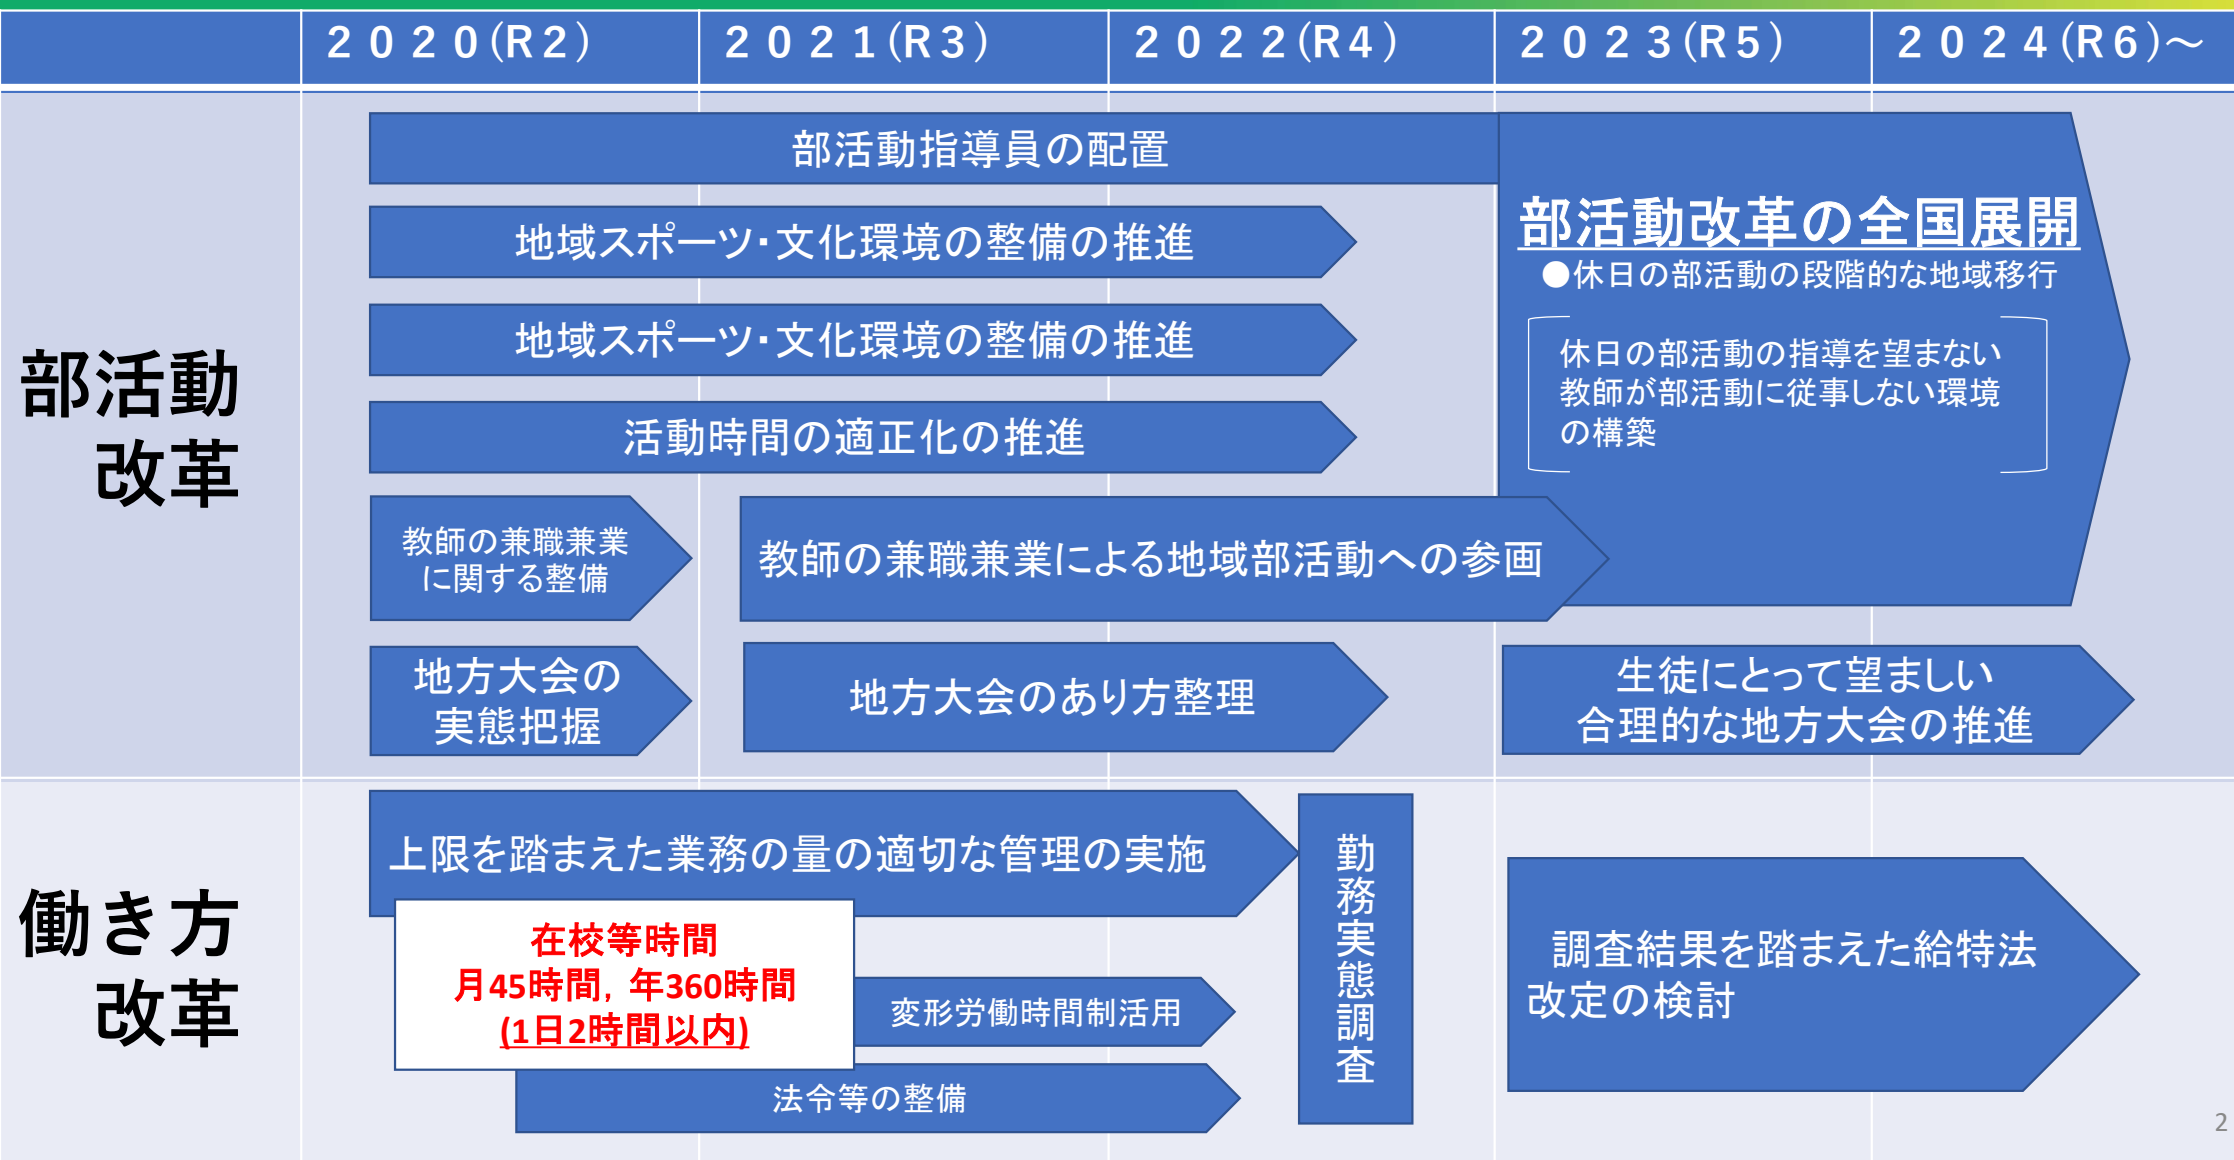 ２０２０(R２)
２０２１(R３)
２０２２(R４)
２０２３(R５)
２０２４(R６)～
部活動
改革
部活動指導員の配置
地域スポーツ・文化環境の整備の推進
地域スポーツ・文化環境の整備の推進
活動時間の適正化の推進
教師の兼職兼業
に関する整備
教師の兼職兼業による地域部活動への参画
地方大会の
実態把握
地方大会のあり方整理
部活動改革の全国展開
●休日の部活動の段階的な地域移行
休日の部活動の指導を望まない
教師が部活動に従事しない環境
の構築
生徒にとって望ましい
合理的な地方大会の推進
働き方
改革
上限を踏まえた業務の量の適切な管理の実施
在校等時間
月45時間，年360時間
(1日2時間以内)
変形労働時間制活用
法令等の整備
勤務実態調査
調査結果を踏まえた給特法
改定の検討
2